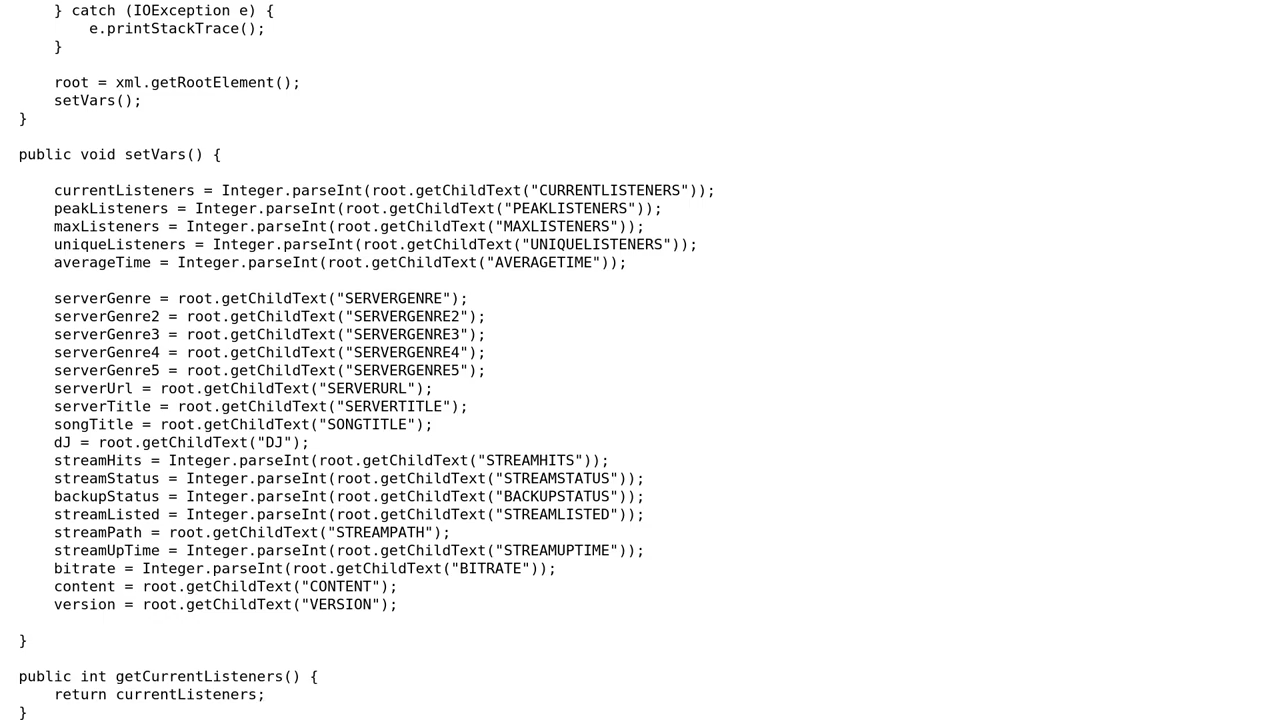 } catch (IOException e) {
        e.printStackTrace();
    }

    root = xml.getRootElement();
    setVars();
}

public void setVars() {

    currentListeners = Integer.parseInt(root.getChildText("CURRENTLISTENERS"));
    peakListeners = Integer.parseInt(root.getChildText("PEAKLISTENERS"));
    maxListeners = Integer.parseInt(root.getChildText("MAXLISTENERS"));
    uniqueListeners = Integer.parseInt(root.getChildText("UNIQUELISTENERS"));
    averageTime = Integer.parseInt(root.getChildText("AVERAGETIME"));

    serverGenre = root.getChildText("SERVERGENRE");
    serverGenre2 = root.getChildText("SERVERGENRE2");
    serverGenre3 = root.getChildText("SERVERGENRE3");
    serverGenre4 = root.getChildText("SERVERGENRE4");
    serverGenre5 = root.getChildText("SERVERGENRE5");
    serverUrl = root.getChildText("SERVERURL");
    serverTitle = root.getChildText("SERVERTITLE");
    songTitle = root.getChildText("SONGTITLE");
    dJ = root.getChildText("DJ");
    streamHits = Integer.parseInt(root.getChildText("STREAMHITS"));
    streamStatus = Integer.parseInt(root.getChildText("STREAMSTATUS"));
    backupStatus = Integer.parseInt(root.getChildText("BACKUPSTATUS"));
    streamListed = Integer.parseInt(root.getChildText("STREAMLISTED"));
    streamPath = root.getChildText("STREAMPATH");
    streamUpTime = Integer.parseInt(root.getChildText("STREAMUPTIME"));
    bitrate = Integer.parseInt(root.getChildText("BITRATE"));
    content = root.getChildText("CONTENT");
    version = root.getChildText("VERSION");

}

public int getCurrentListeners() {
    return currentListeners;
}